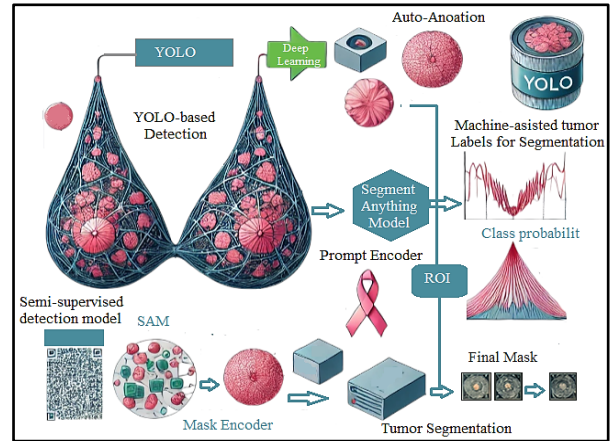 YOLO
Deep
Learning
Auto-Anoation
YOLO
YOLO-based
Detection
Machine-asisted tumor
Labels for Segmentation
Segment
Anything
Model
Class probabilit
Prompt Encoder
ROI
Semi-supervised
detection model
SAM
Final Mask
Mask Encoder
Tumor Segmentation